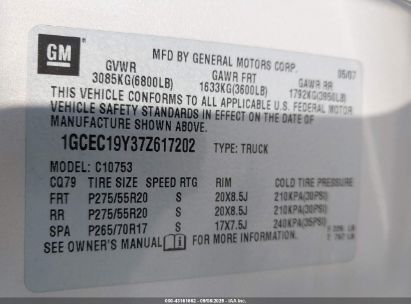 GM
MFD BY GENERAL MOTORS CORP. 05/07
GVWR GAWR FRT GAWR RR
3085KG(6800LB) 1633KG(3600LB) 1792KG(3950LB)
THIS VEHICLE CONFORMS TO ALL APPLICABLE U.S. FEDERAL MOTOR
VEHICLE SAFETY STANDARDS IN EFFECT ON THE DATE OF
MANUFACTURE SHOWN ABOVE.
1GCEC19Y37Z617202 TYPE: TRUCK
MODEL: C10753
CQ79 TIRE SIZE SPEED RTG RIM COLD TIRE PRESSURE
FRT P275/55R20 S 20X8.5J 210KPA(30PSI)
RR P275/55R20 S 20X8.5J 210KPA(30PSI)
SPA P265/70R17 S 17X7.5J 240KPA(35PSI)
SEE OWNER'S MANUAL FOR MORE INFORMATION.